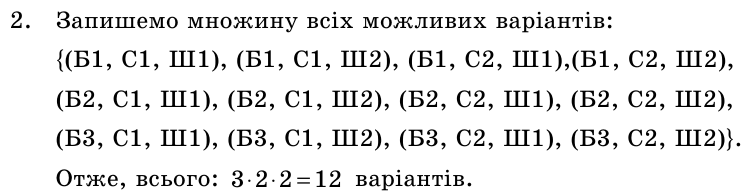 2. Запишемо множину всіх можливих варіантів:
{(Б1, С1, Ш1), (Б1, С1, Ш2), (Б1, С2, Ш1),(Б1, С2, Ш2),
(Б2, С1, Ш1), (Б2, С1, Ш2), (Б2, С2, Ш1), (Б2, С2, Ш2),
(Б3, С1, Ш1), (Б3, С1, Ш2), (Б3, С2, Ш1), (Б3, С2, Ш2)}.
Отже, всього: 3·2·2=12 варіантів.